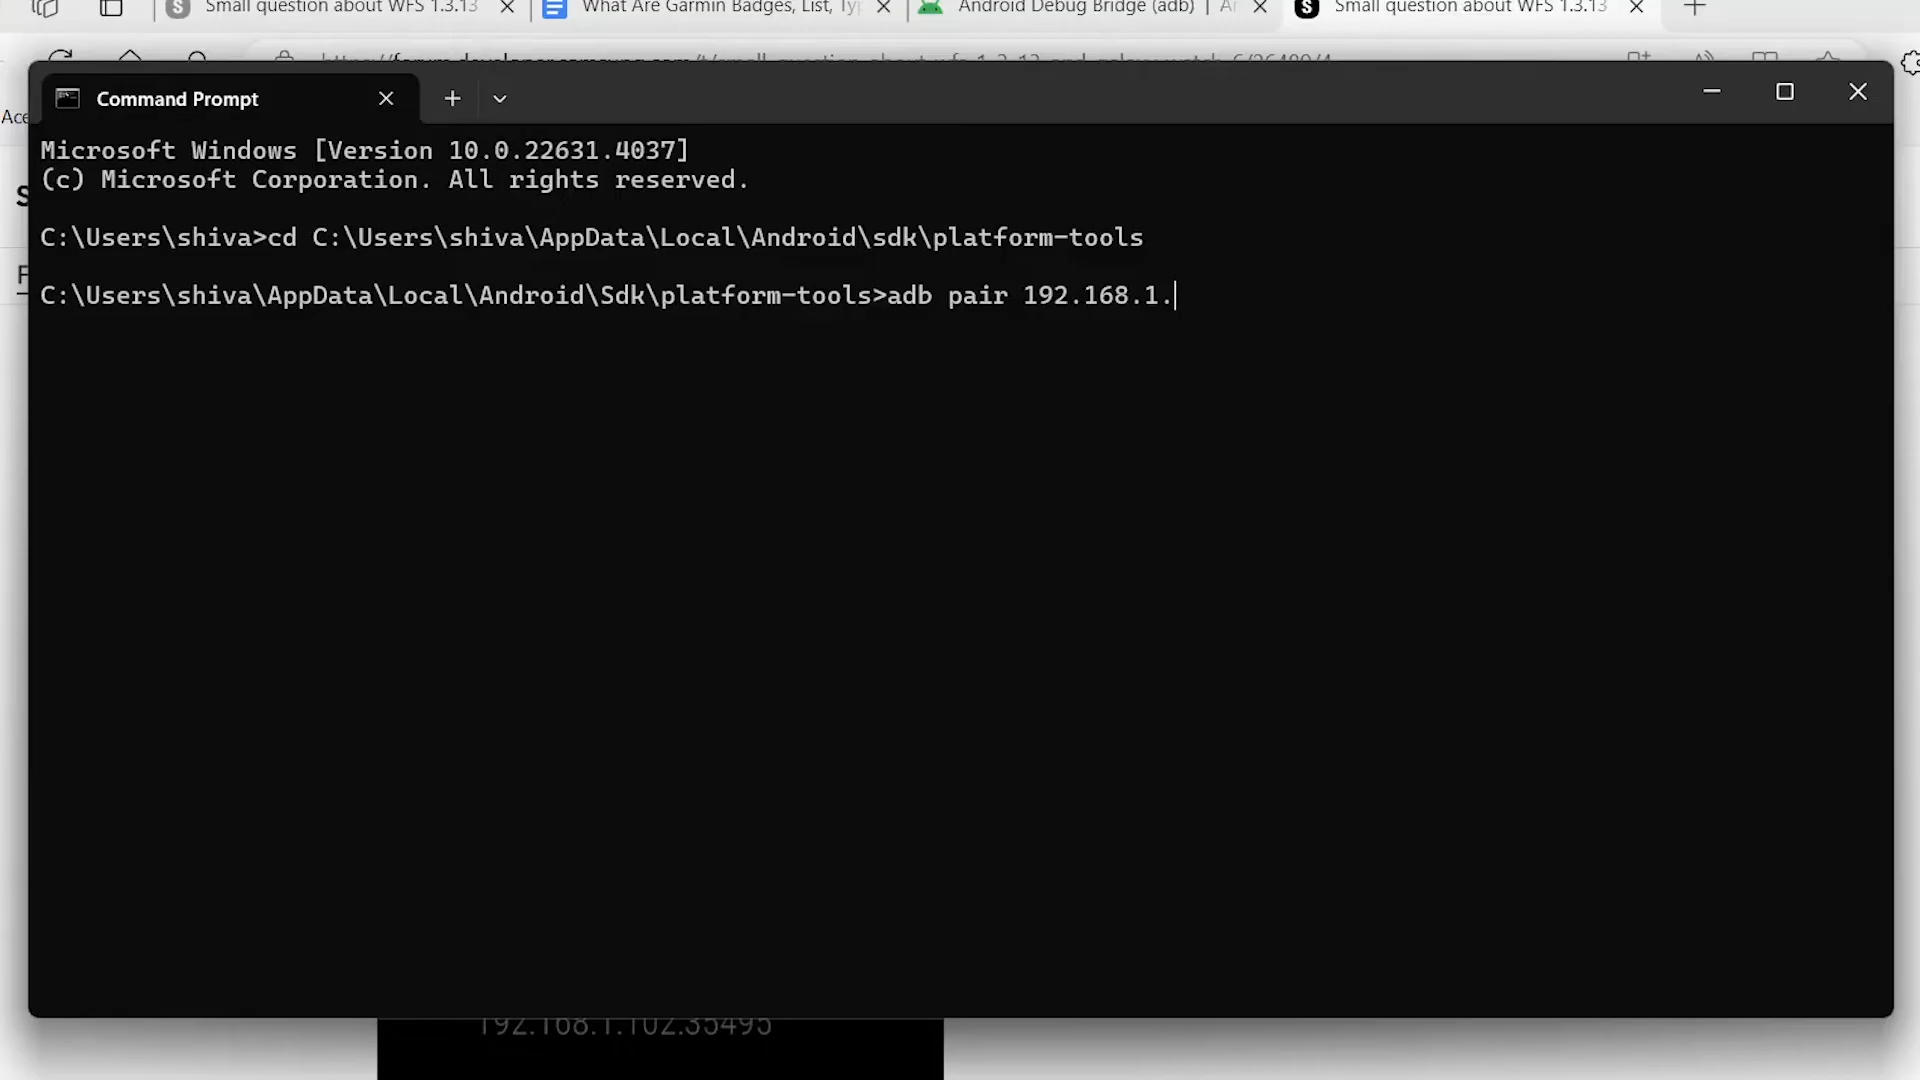 Small question about WFS 1.3.13
What Are Garmin Badges, List, Typ
Android Debug Bridge (adb) | A
Small question about WFS 1.3.13
Command Prompt
Ace
Microsoft Windows [Version 10.0.22631.4037]
(c) Microsoft Corporation. All rights reserved.
S
C:\Users\shiva>cd C:\Users\shiva\AppData\Local\Android\sdk\platform-tools
F
C:\Users\shiva\AppData\Local\Android\Sdk\platform-tools>adb pair 192.168.1.
192.168.1.102:35495